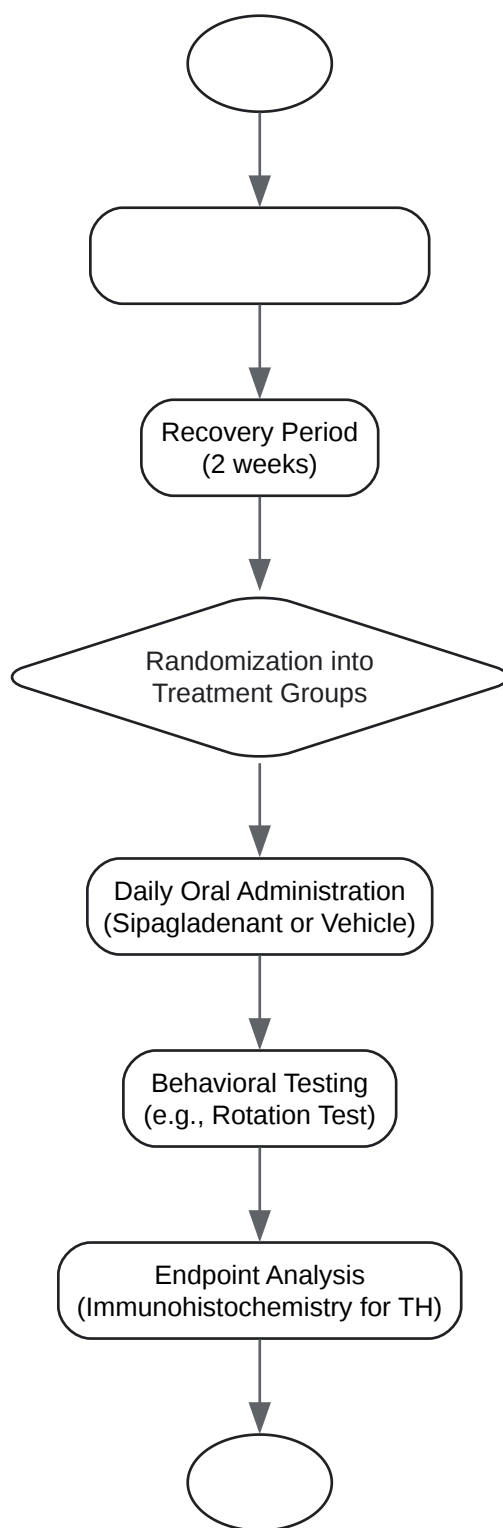 Recovery Period
(2 weeks)
Randomization into
Treatment Groups
Daily Oral Administration
(Sipagladenant or Vehicle)
Behavioral Testing
(e.g., Rotation Test)
Endpoint Analysis
(Immunohistochemistry for TH)